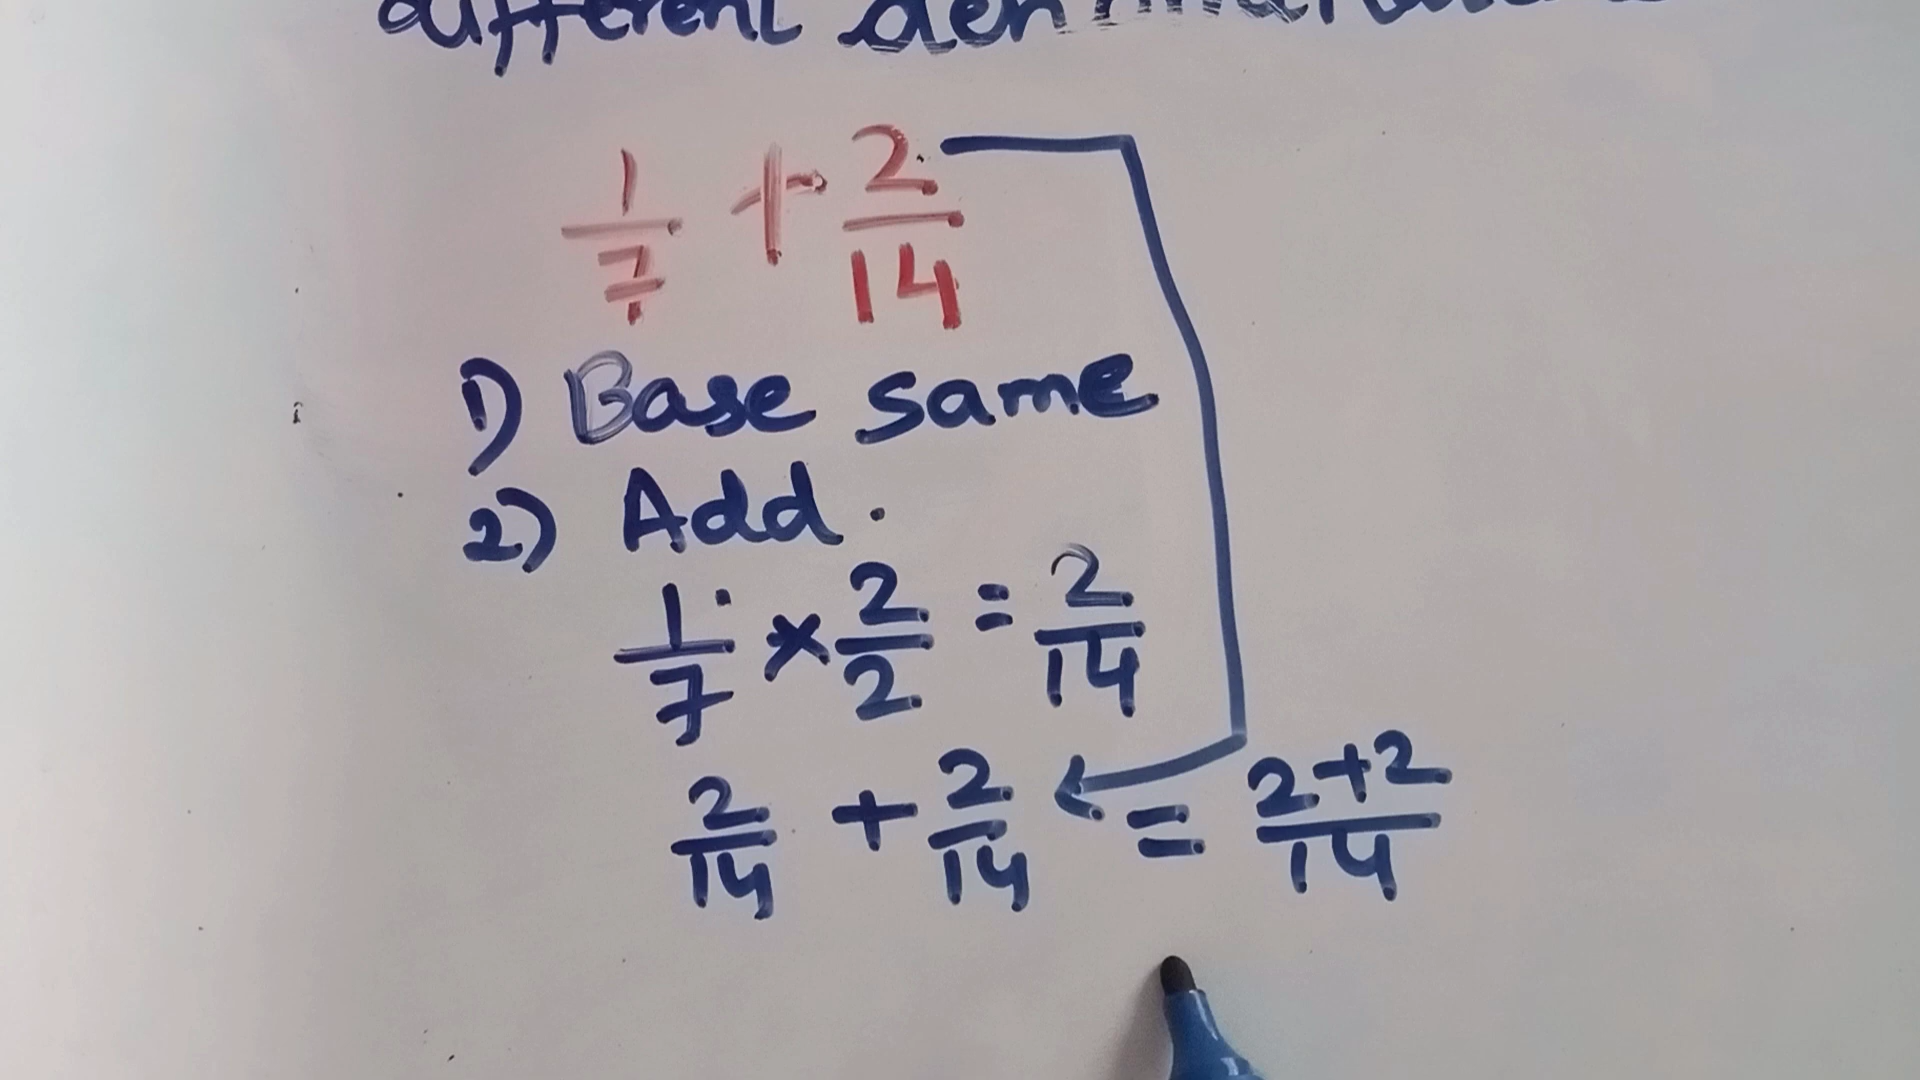 different
1/7 + 2/14
1) Base same
2) Add.
1/7 × 2/2 = 2/14
2/14 + 2/14 = 2+2/14